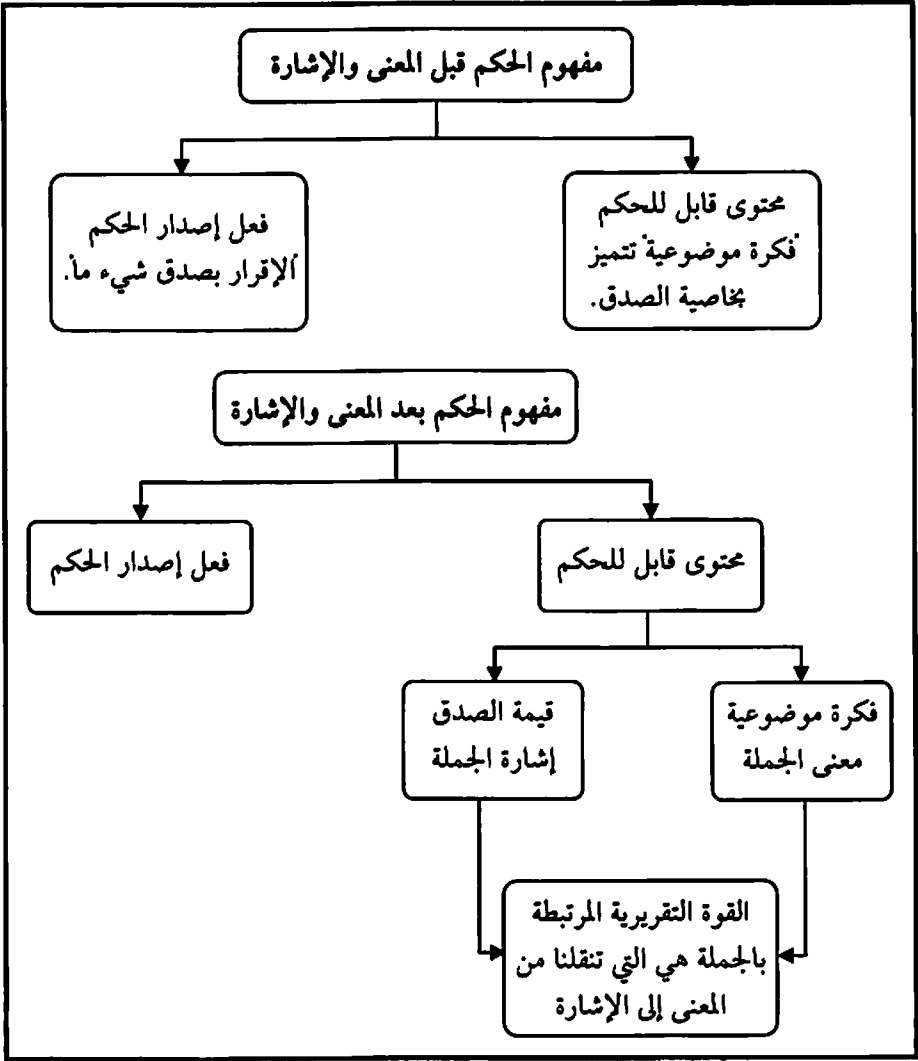 مفهوم الحكم قبل المعنى والإشارة
محتوى قابل للحكم
"فكرة موضوعية" تتميز
بخاصية الصدق.
فعل إصدار الحكم
"الإقرار بصدق شيء ما".
مفهوم الحكم بعد المعنى والإشارة
محتوى قابل للحكم
فعل إصدار الحكم
فكرة موضوعية
معنى الجملة
قيمة الصدق
إشارة الجملة
القوة التقريرية المرتبطة
بالجملة هي التي تنقلنا من
المعنى إلى الإشارة